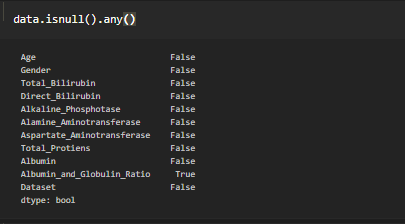 data.isnull().any()
Age False
Gender False
Total_Bilirubin False
Direct_Bilirubin False
Alkaline_Phosphotase False
Alamine_Aminotransferase False
Aspartate_Aminotransferase False
Total_Protiens False
Albumin False
Albumin_and_Globulin_Ratio True
Dataset False
dtype: bool